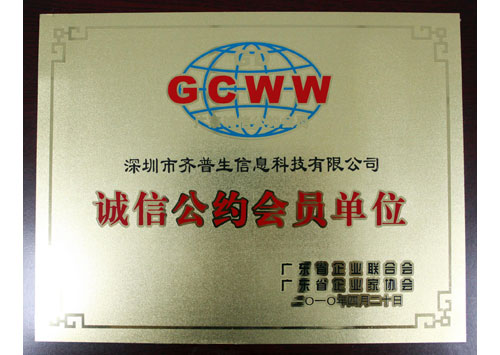 GCWW
深圳市齐普生信息科技有限公司
诚信公约会员单位
广东省企业联合会
广东省企业家协会
二〇一〇年四月二十日